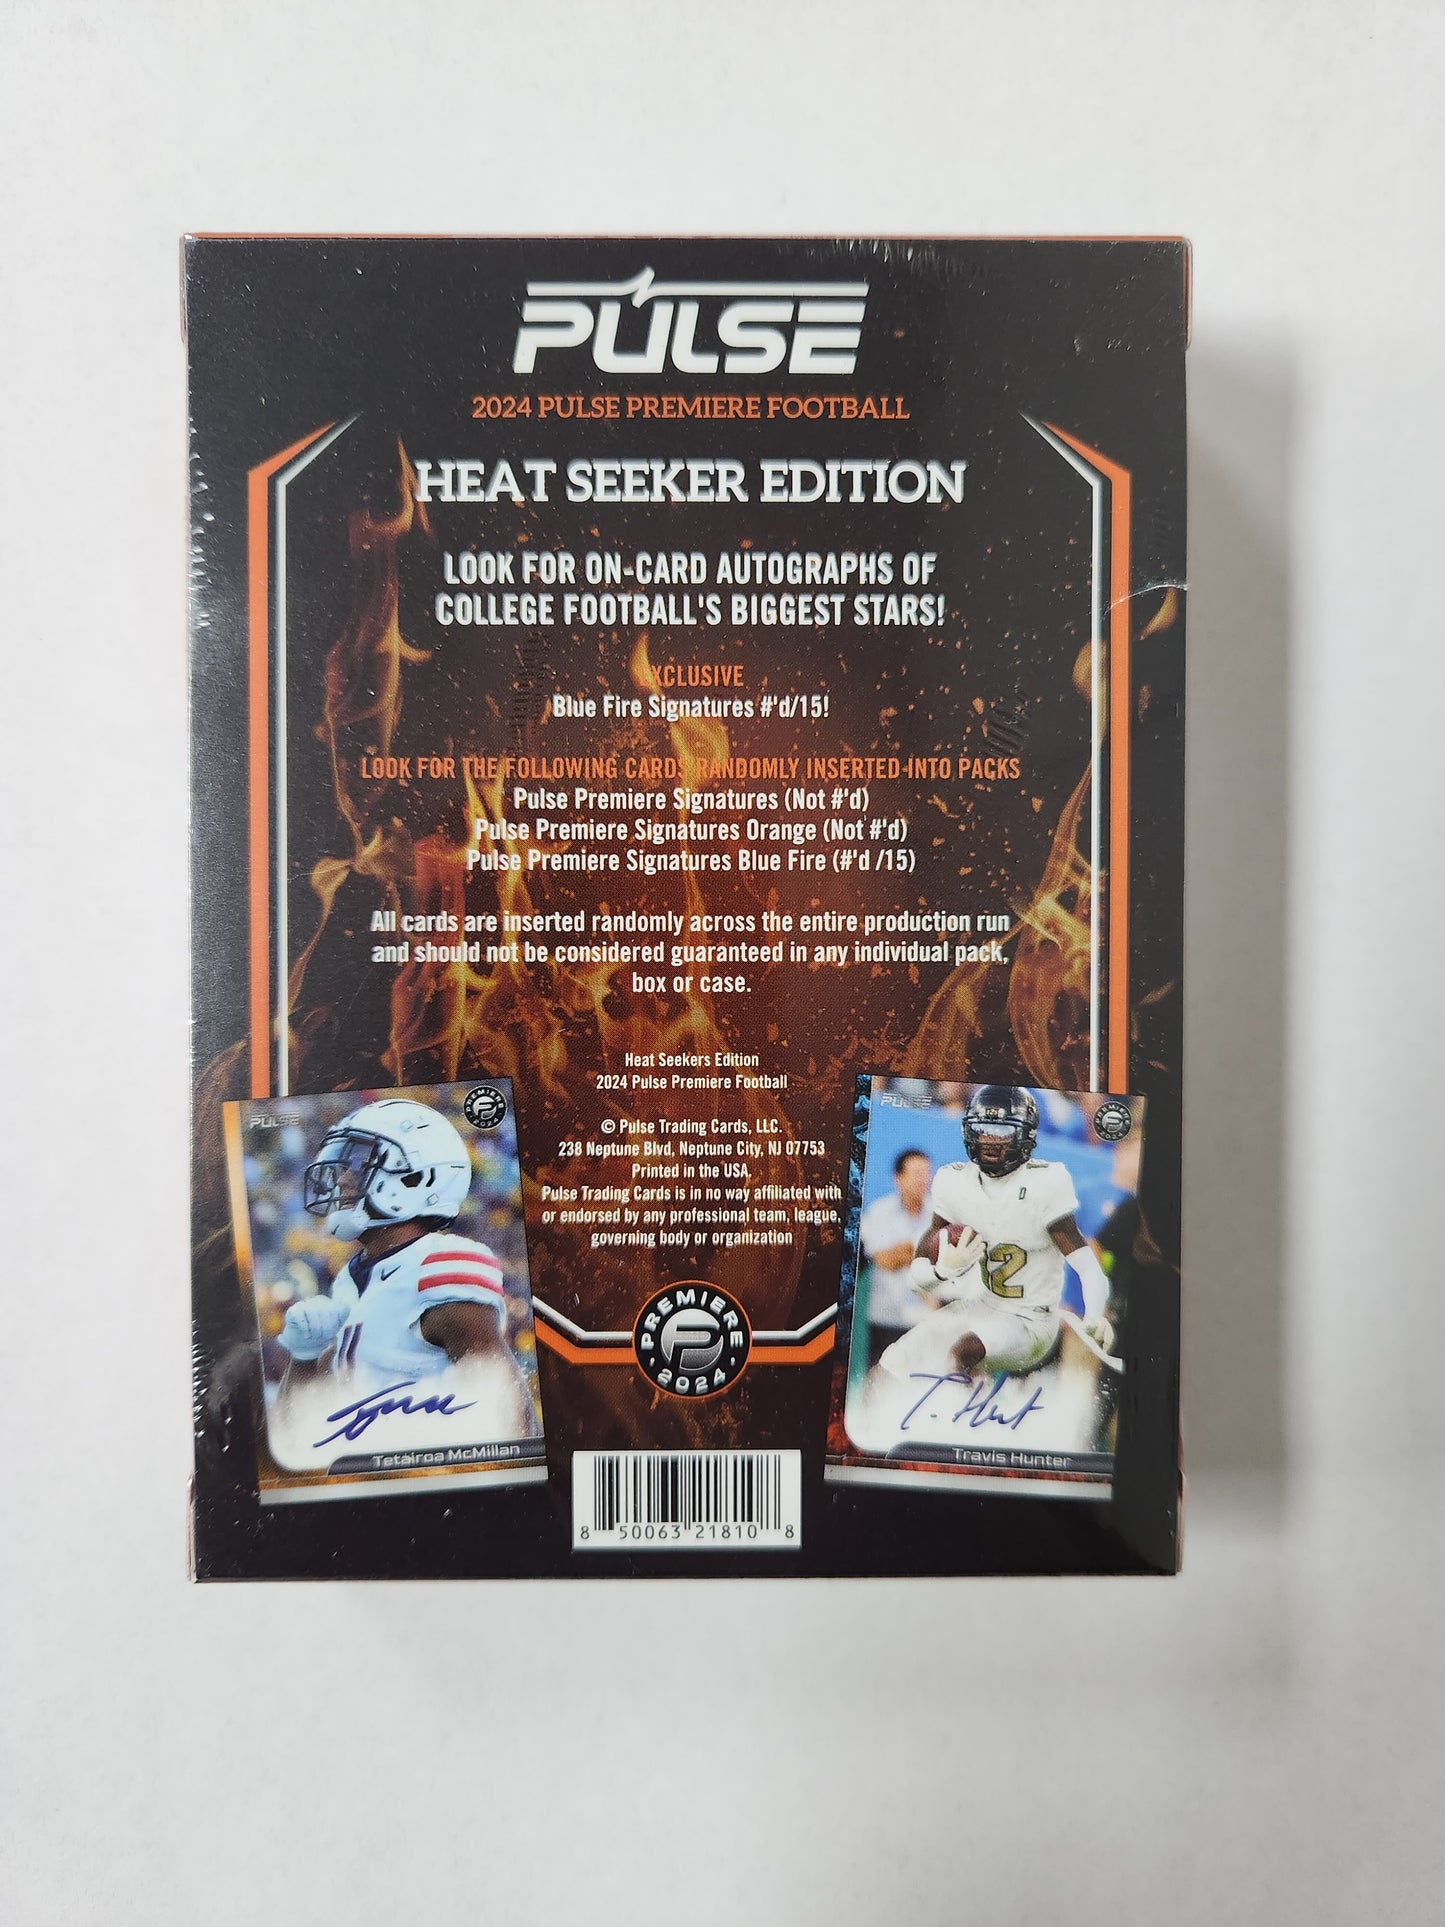 PULSE
2024 PULSE PREMIERE FOOTBALL
HEAT SEEKER EDITION
LOOK FOR ON-CARD AUTOGRAPHS OF
COLLEGE FOOTBALL'S BIGGEST STARS!
EXCLUSIVE
Blue Fire Signatures #'d/15!
LOOK FOR THE FOLLOWING CARDS RANDOMLY INSERTED INTO PACKS
Pulse Premiere Signatures (Not #'d)
Pulse Premiere Signatures Orange (Not #'d)
Pulse Premiere Signatures Blue Fire (#'d /15)
All cards are inserted randomly across the entire production run
and should not be considered guaranteed in any individual pack,
box or case.
Heat Seekers Edition
2024 Pulse Premiere Football
© Pulse Trading Cards, LLC.
238 Neptune Blvd, Neptune City, NJ 07753
Printed in the USA.
Pulse Trading Cards is in no way affiliated with
or endorsed by any professional team, league,
governing body or organization
PULSE
PREMIERE 2024
Tetairoa McMillan
PULSE
PREMIERE 2024
D
12
T. Hunt
Travis Hunter
PREMIERE
P
• 2024 •
8 50063 21810 8